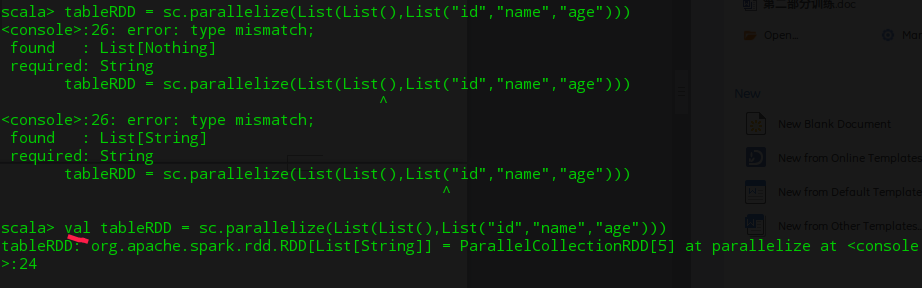 scala> tableRDD = sc.parallelize(List(List(),List("id","name","age")))
<console>:26: error: type mismatch;
 found   : List[Nothing]
 required: String
       tableRDD = sc.parallelize(List(List(),List("id","name","age")))
                                          ^
<console>:26: error: type mismatch;
 found   : List[String]
 required: String
       tableRDD = sc.parallelize(List(List(),List("id","name","age")))
                                                 ^
scala> val tableRDD = sc.parallelize(List(List(),List("id","name","age")))
tableRDD: org.apache.spark.rdd.RDD[List[String]] = ParallelCollectionRDD[5] at parallelize at <console
>:24
第二部分训练.doc
Open...
New
New Blank Document
New from Online Templates
New from Default Template
New from Other Templates